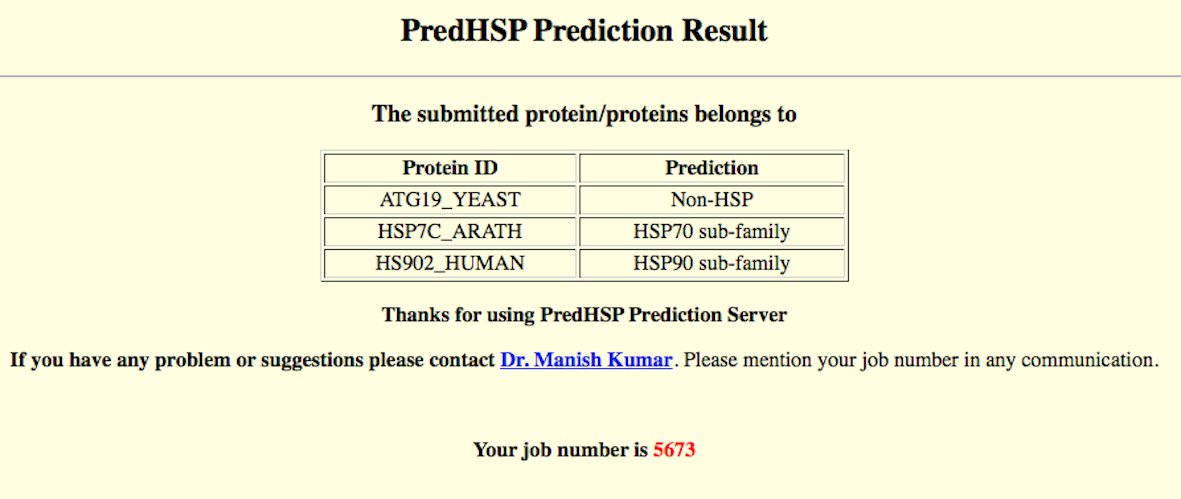 PredHSP Prediction Result
The submitted protein/proteins belongs to
Protein ID Prediction
ATG19_YEAST Non-HSP
HSP7C_ARATH HSP70 sub-family
HS902_HUMAN HSP90 sub-family
Thanks for using PredHSP Prediction Server
If you have any problem or suggestions please contact Dr. Manish Kumar. Please mention your job number in any communication.
Your job number is 5673